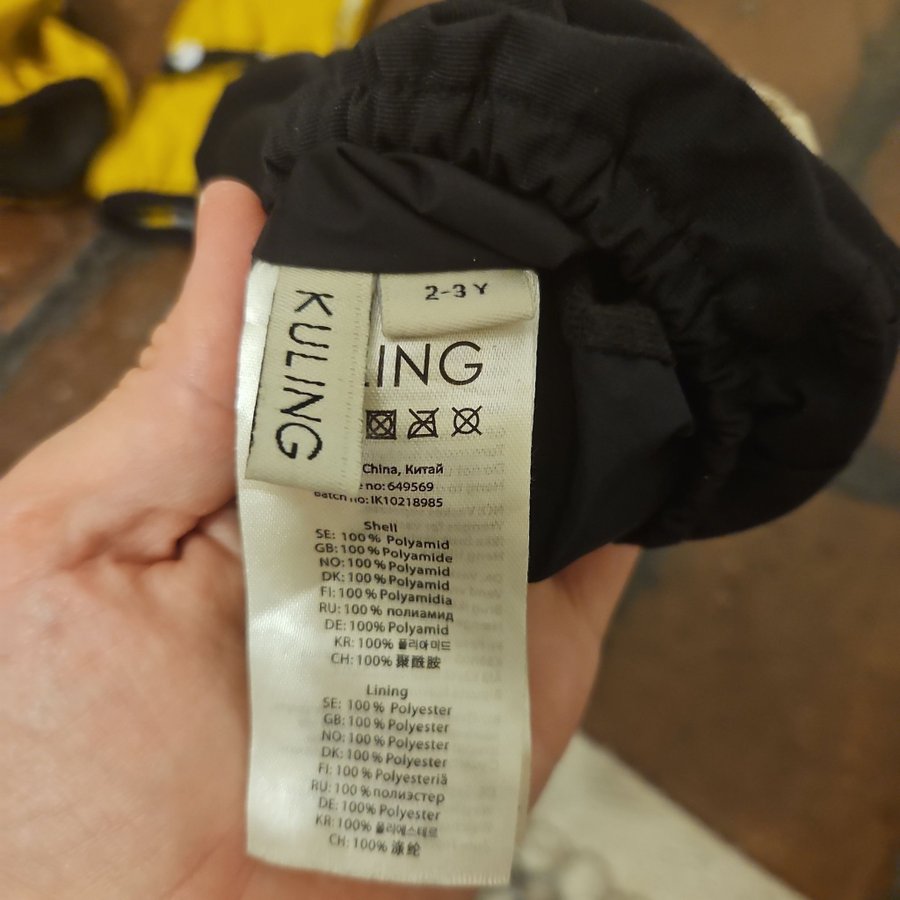 KULING
2-3 Y
LING
China, Китай
no: 649569
batch no: IK10218985
Shell
SE: 100% Polyamid
GB: 100% Polyamide
NO: 100% Polyamid
DK: 100% Polyamid
FI: 100% Polyamidia
RU: 100% полиамид
DE: 100% Polyamid
KR: 100% 폴리아미드
CH: 100% 聚酰胺
Lining
SE: 100% Polyester
GB: 100% Polyester
NO: 100% Polyester
DK: 100% Polyester
FI: 100% Polyesteriä
RU: 100% полиэстер
DE: 100% Polyester
KR: 100% 폴리에스테르
CH: 100% 涤纶